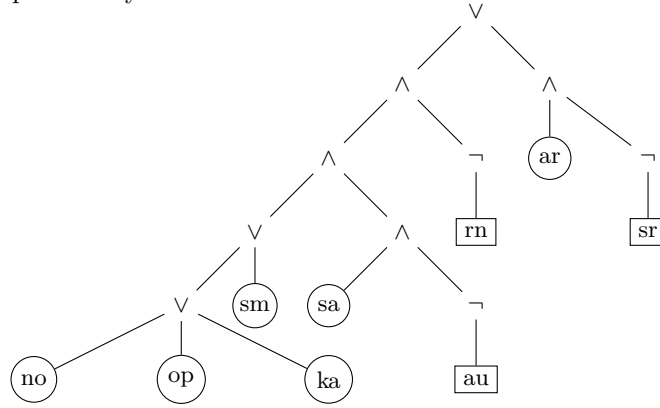 ∨
∧ ∧
∧ ¬ ar ¬
∨ ∧ rn sr
∨ sm sa ¬
no op ka au